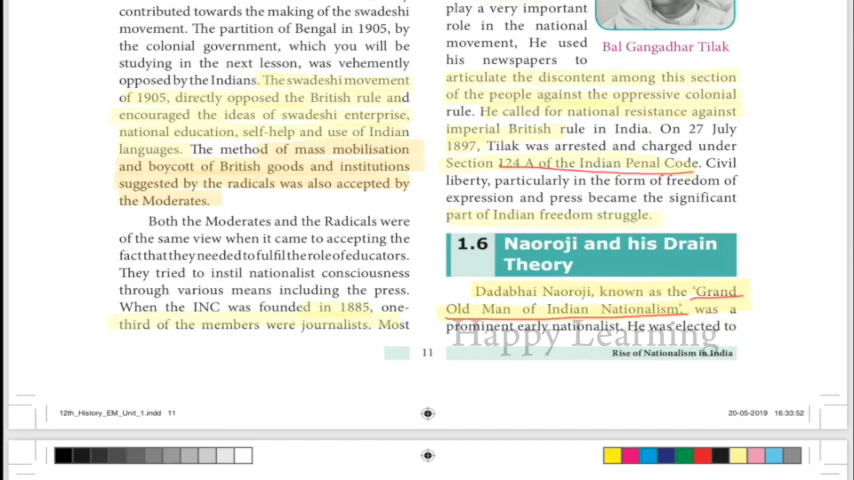 contributed towards the making of the swadeshi
movement. The partition of Bengal in 1905, by
the colonial government, which you will be
studying in the next lesson, was vehemently
opposed by the Indians. The swadeshi movement
of 1905, directly opposed the British rule and
encouraged the ideas of swadeshi enterprise,
national education, self-help and use of Indian
languages. The method of mass mobilisation
and boycott of British goods and institutions
suggested by the radicals was also accepted by
the Moderates.
Both the Moderates and the Radicals were
of the same view when it came to accepting the
fact that they needed to fulfil the role of educators.
They tried to instil nationalist consciousness
through various means including the press.
When the INC was founded in 1885, one-
third of the members were journalists. Most
play a very important
role in the national
movement, He used
his newspapers to
Bal Gangadhar Tilak
articulate the discontent among this section
of the people against the oppressive colonial
rule. He called for national resistance against
imperial British rule in India. On 27 July
1897, Tilak was arrested and charged under
Section 124 A of the Indian Penal Code. Civil
liberty, particularly in the form of freedom of
expression and press became the significant
part of Indian freedom struggle.
1.6 Naoroji and his Drain
Theory
Dadabhai Naoroji, known as the ‘Grand
Old Man of Indian Nationalism’, was a
prominent early nationalist. He was elected to
Happy Learning
11
Rise of Nationalism in India
12th_History_EM_Unit_1.indd 11
20-05-2019 16:33:52